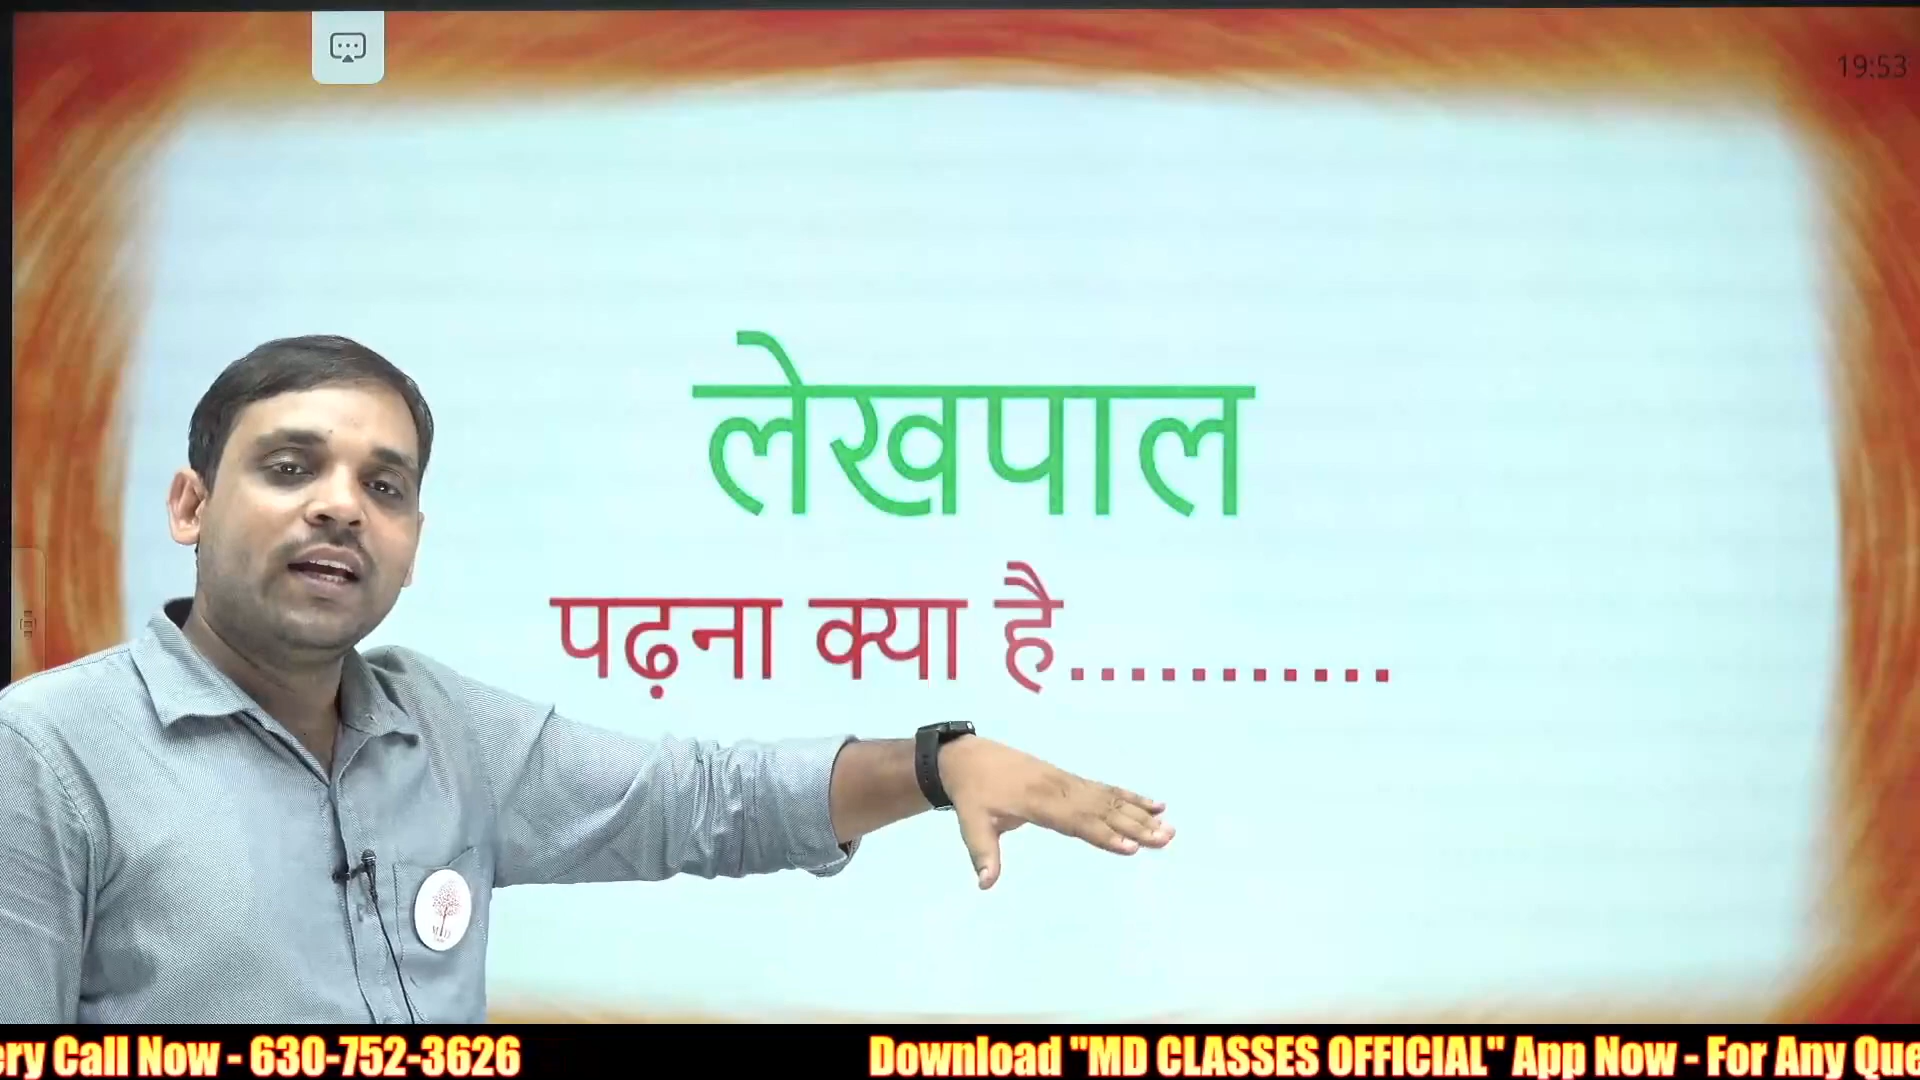 19:53
लेखपाल
पढ़ना क्या है...........
MD
ery Call Now - 630-752-3626 Download "MD CLASSES OFFICIAL" App Now - For Any Que